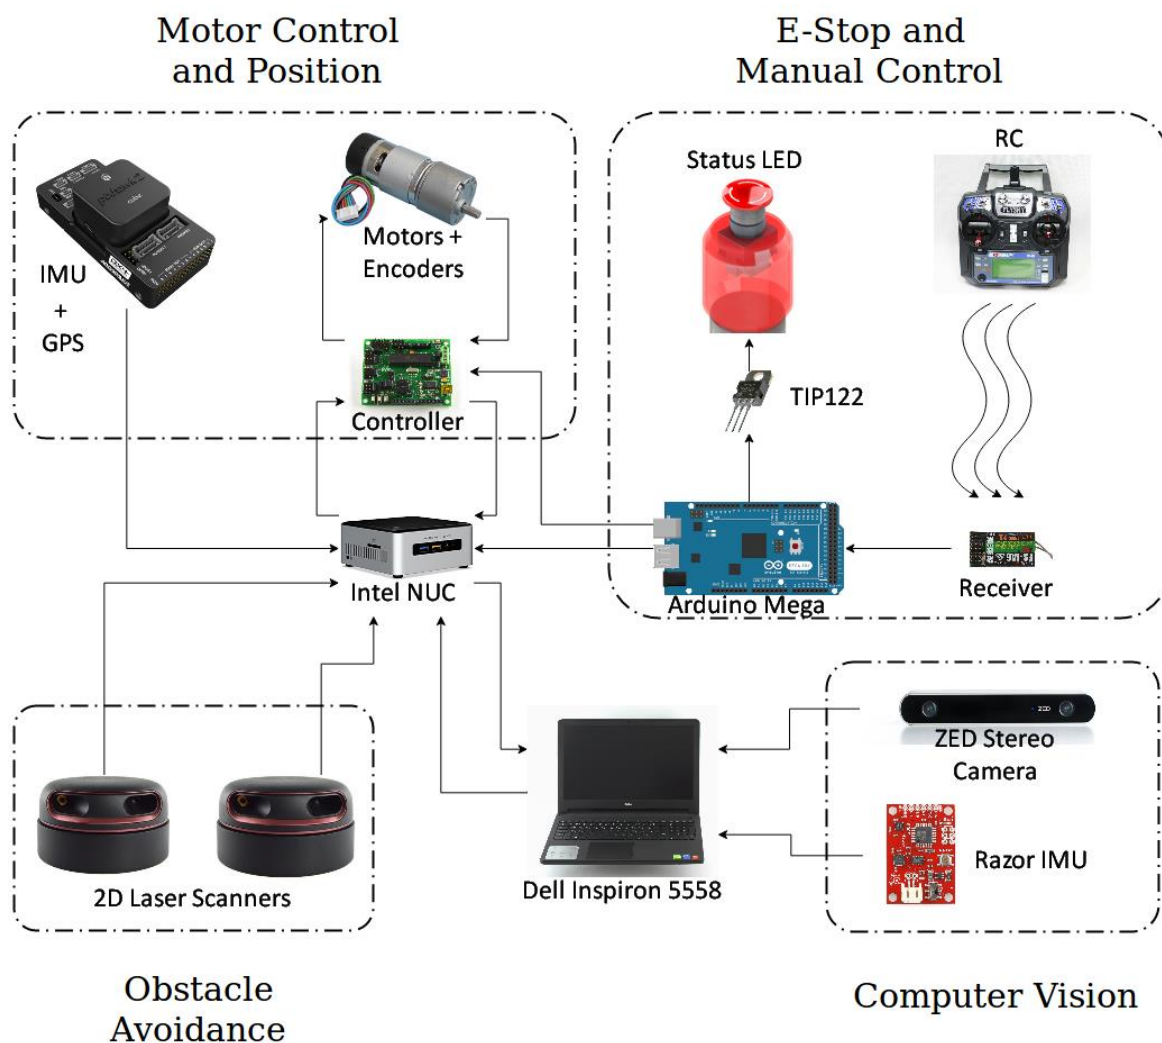 Motor Control
and Position
E-Stop and
Manual Control
IMU
+
GPS
Motors +
Encoders
Controller
Status LED
RC
TIP122
Intel NUC
Arduino Mega
Receiver
2D Laser Scanners
Dell Inspiron 5558
ZED
ZED Stereo
Camera
Razor IMU
Obstacle
Avoidance
Computer Vision